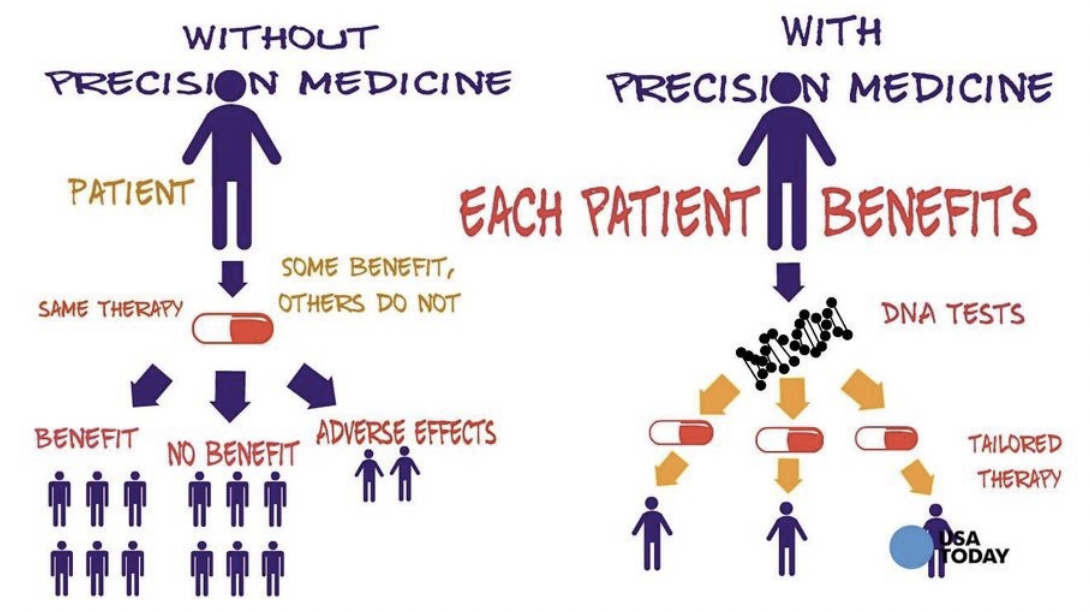 WITHOUT
PRECISION MEDICINE
PATIENT
SOME BENEFIT,
OTHERS DO NOT
SAME THERAPY
BENEFIT
NO BENEFIT
ADVERSE EFFECTS
WITH
PRECISION MEDICINE
EACH PATIENT BENEFITS
DNA TESTS
TAILORED
THERAPY
USA
TODAY